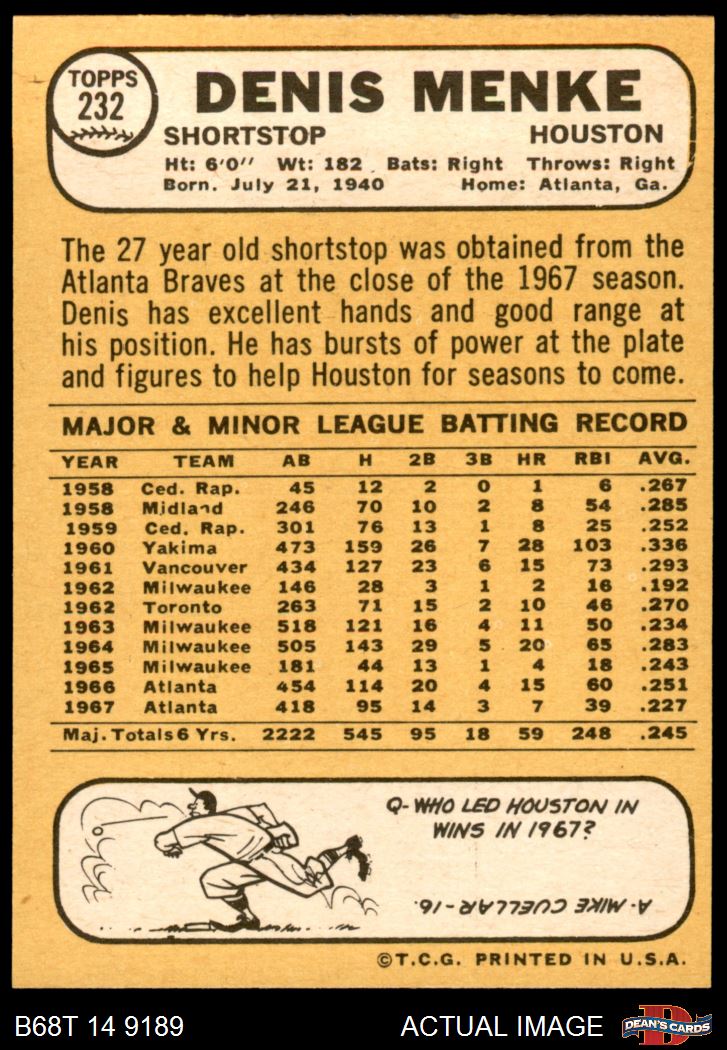 TOPPS
232
DENIS MENKE
SHORTSTOP HOUSTON
Ht: 6'0" Wt: 182 Bats: Right Throws: Right
Born. July 21, 1940 Home: Atlanta, Ga.
The 27 year old shortstop was obtained from the
Atlanta Braves at the close of the 1967 season.
Denis has excellent hands and good range at
his position. He has bursts of power at the plate
and figures to help Houston for seasons to come.
MAJOR & MINOR LEAGUE BATTING RECORD
YEAR TEAM AB H 2B 3B HR RBI AVG.
1958 Ced. Rap. 45 12 2 0 1 6 .267
1958 Midland 246 70 10 2 8 54 .285
1959 Ced. Rap. 301 76 13 1 8 25 .252
1960 Yakima 473 159 26 7 28 103 .336
1961 Vancouver 434 127 23 6 15 73 .293
1962 Milwaukee 146 28 3 1 2 16 .192
1962 Toronto 263 71 15 2 10 46 .270
1963 Milwaukee 518 121 16 4 11 50 .234
1964 Milwaukee 505 143 29 5 20 65 .283
1965 Milwaukee 181 44 13 1 4 18 .243
1966 Atlanta 454 114 20 4 15 60 .251
1967 Atlanta 418 95 14 3 7 39 .227
Maj. Totals 6 Yrs. 2222 545 95 18 59 248 .245
Q- WHO LED HOUSTON IN
WINS IN 1967?
A- MIKE CUELLAR - 16.
©T.C.G. PRINTED IN U.S.A.
B68T 14 9189 ACTUAL IMAGE
D
DEAN'S CARDS